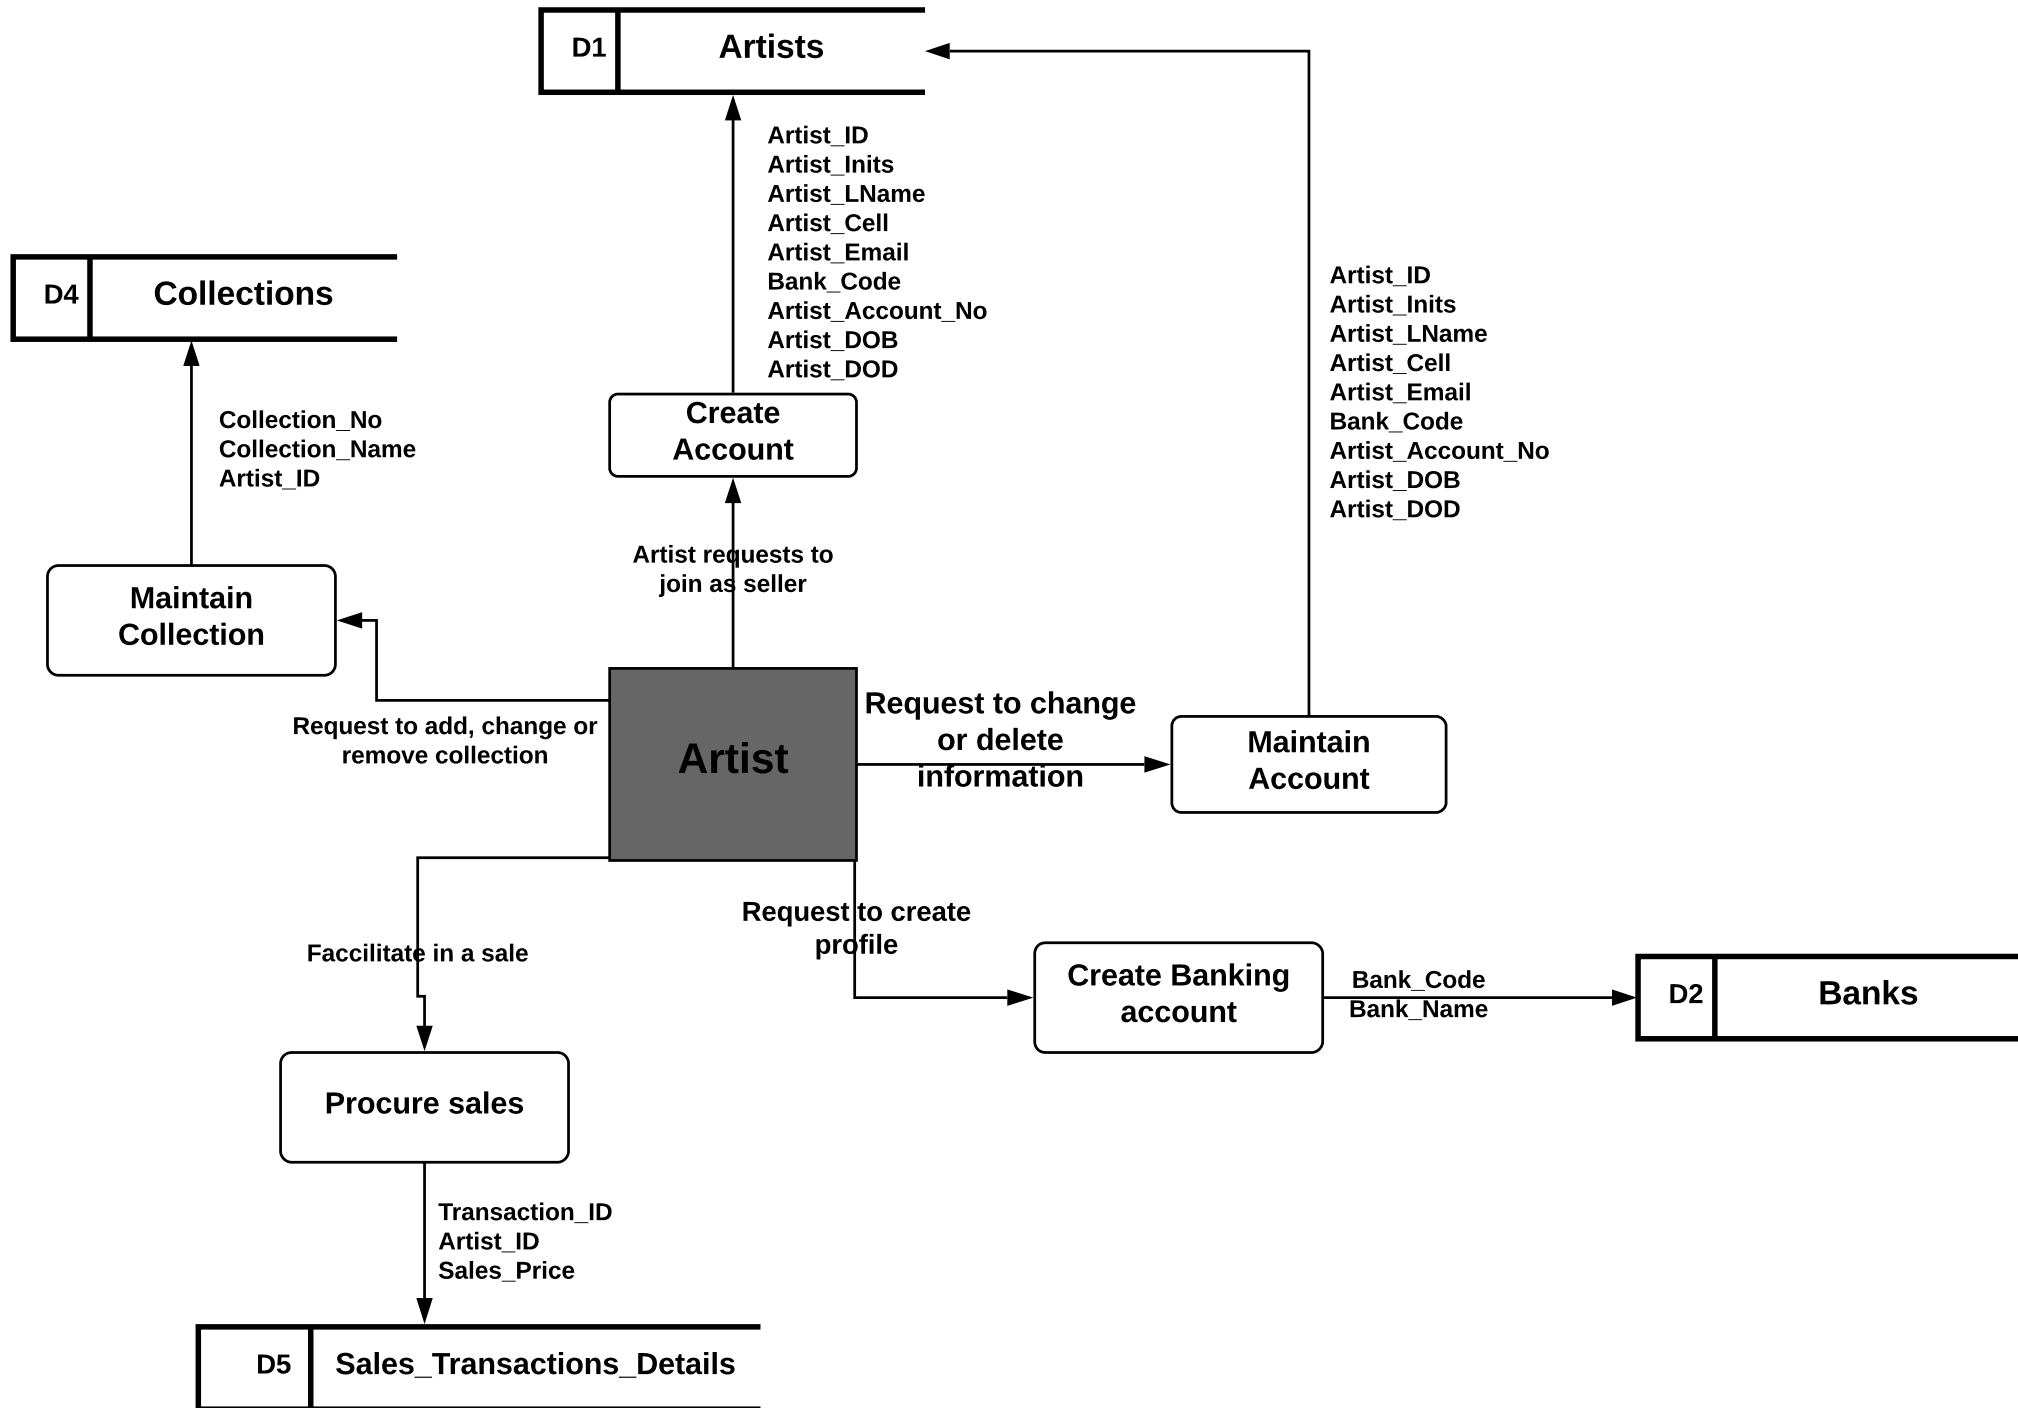 D1
Artists
Artist_ID
Artist_Inits
Artist_LName
Artist_Cell
Artist_Email
Bank_Code
Artist_Account_No
Artist_DOB
Artist_DOD
D4
Collections
Artist_ID
Artist_Inits
Artist_LName
Artist_Cell
Artist_Email
Bank_Code
Artist_Account_No
Artist_DOB
Artist_DOD
Collection_No
Collection_Name
Artist_ID
Create
Account
Artist requests to
join as seller
Maintain
Collection
Request to add, change or
remove collection
Artist
Request to change
or delete
information
Maintain
Account
Faccilitate in a sale
Request to create
profile
Create Banking
account
Bank_Code
Bank_Name
D2
Banks
Procure sales
Transaction_ID
Artist_ID
Sales_Price
D5
Sales_Transactions_Details